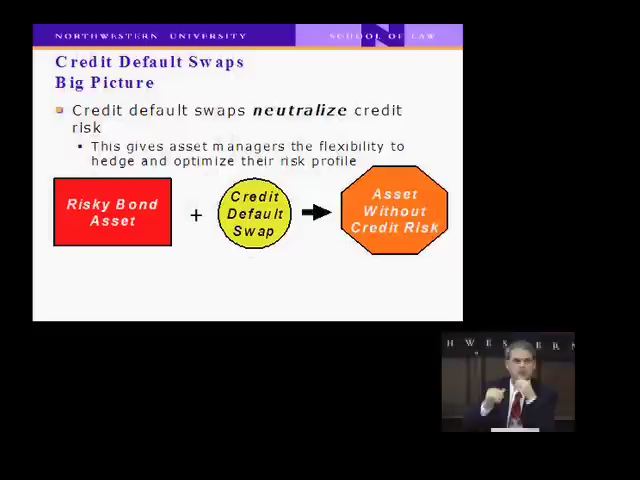 NORTHWESTERN UNIVERSITY
SCHOOL OF LAW
Credit Default Swaps
Big Picture
Credit default swaps neutralize credit
risk
This gives asset managers the flexibility to
hedge and optimize their risk profile
Risky Bond
Asset
+
Credit
Default
Swap
Asset
Without
Credit Risk
H W E S E R N